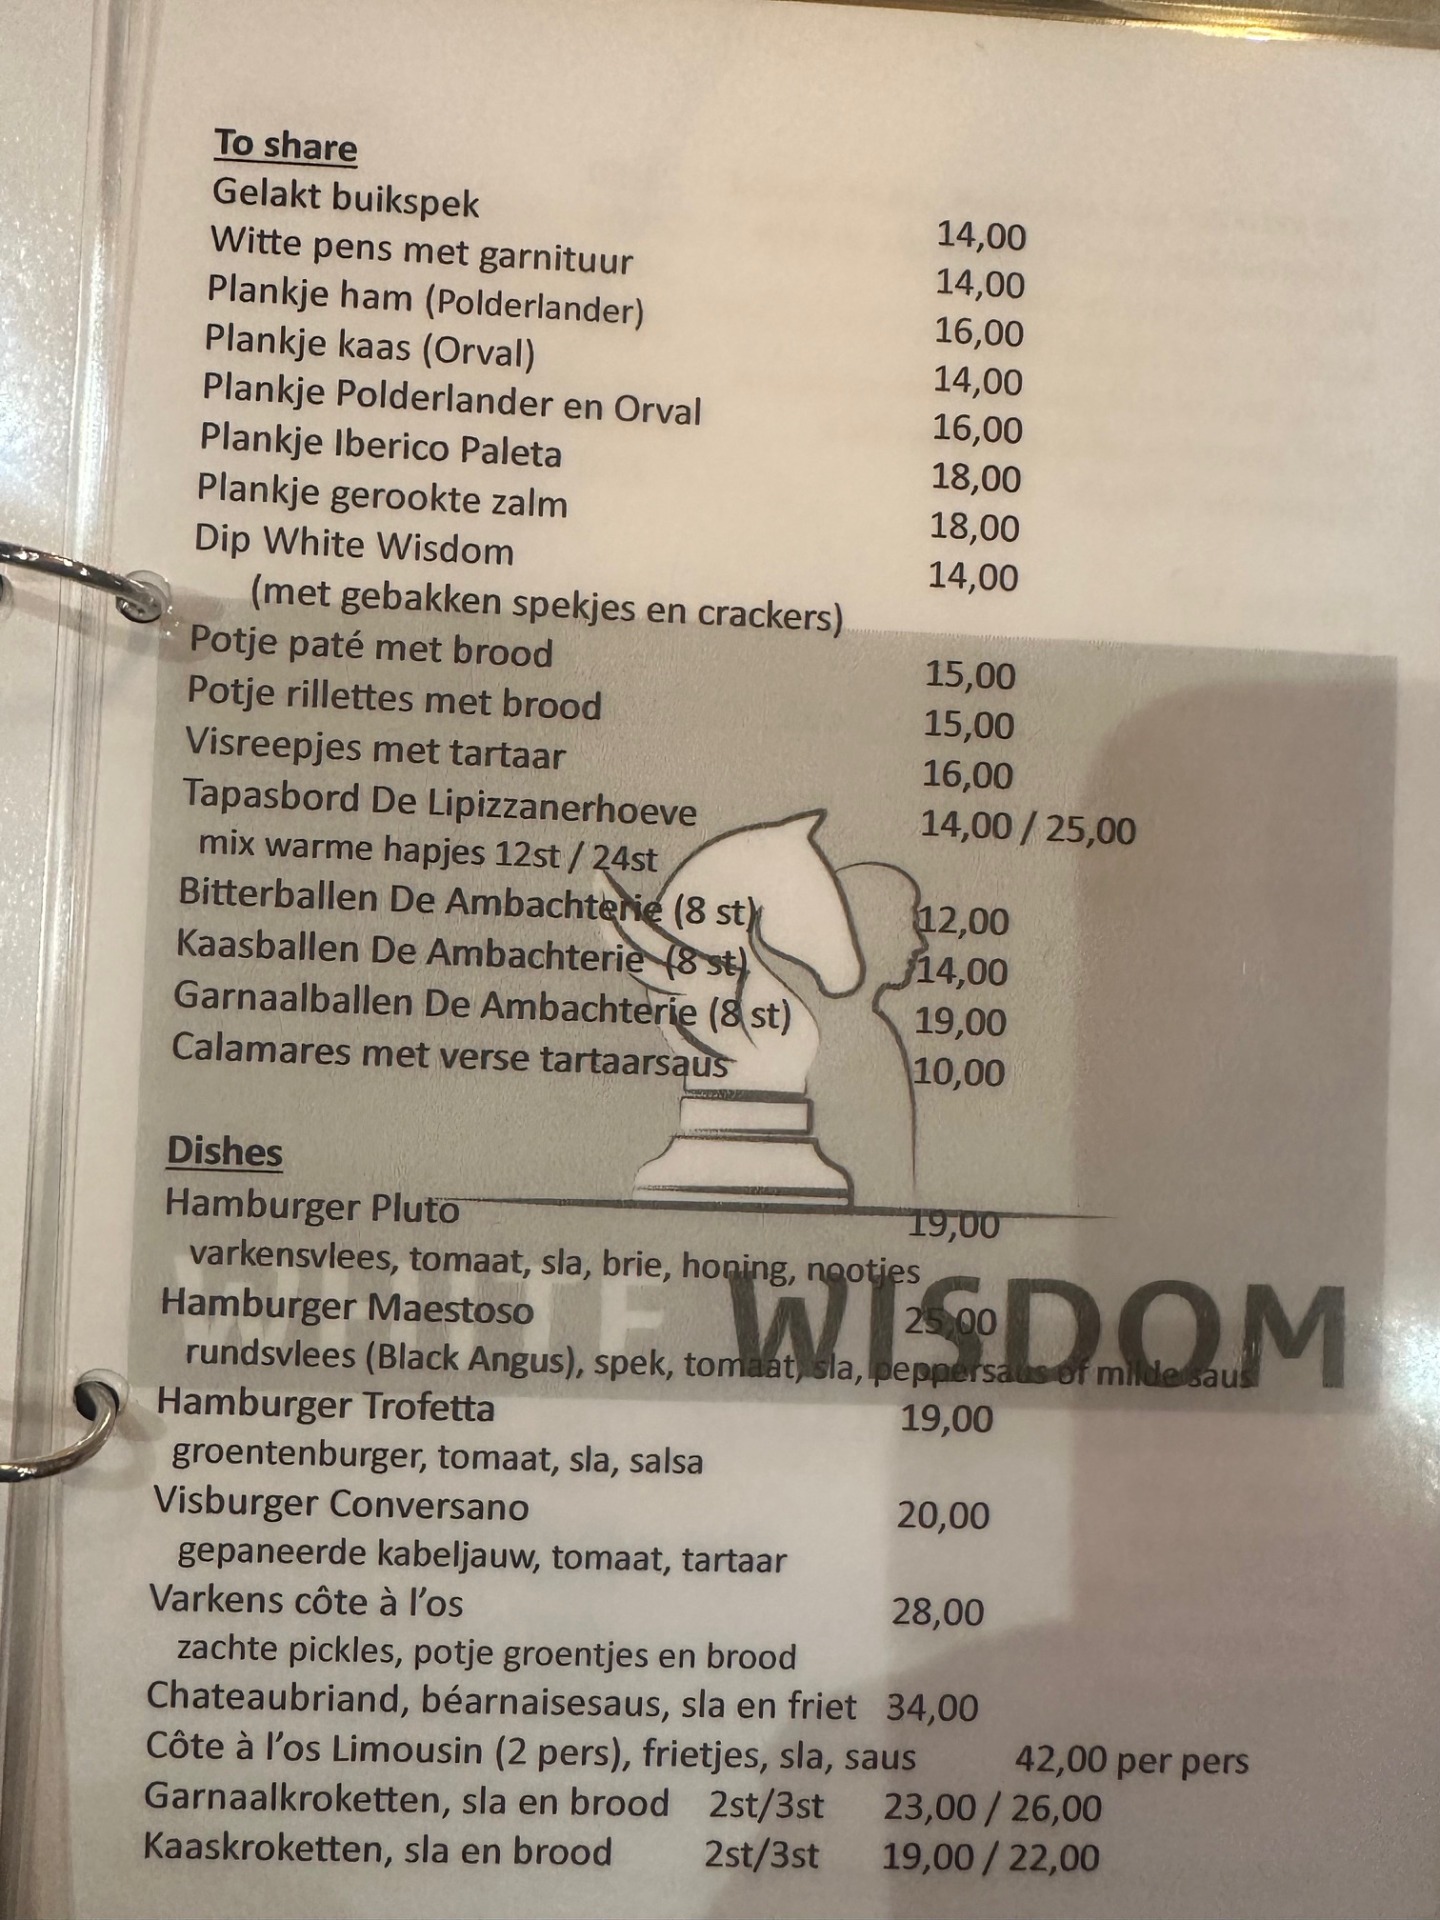 To share
Gelakt buikspek 14,00
Witte pens met garnituur 14,00
Plankje ham (Polderlander) 16,00
Plankje kaas (Orval) 14,00
Plankje Polderlander en Orval 16,00
Plankje Iberico Paleta 18,00
Plankje gerookte zalm 18,00
Dip White Wisdom 14,00
(met gebakken spekjes en crackers)
Potje paté met brood 15,00
Potje rillettes met brood 15,00
Visreepjes met tartaar 16,00
Tapasbord De Lipizzanerhoeve 14,00 / 25,00
mix warme hapjes 12st / 24st
Bitterballen De Ambachterie (8 st) 12,00
Kaasballen De Ambachterie (8 st) 14,00
Garnaalballen De Ambachterie (8 st) 19,00
Calamares met verse tartaarsaus 10,00
Dishes
Hamburger Pluto 19,00
varkensvlees, tomaat, sla, brie, honing, nootjes
WHITE WISDOM
Hamburger Maestoso 25,00
rundsvlees (Black Angus), spek, tomaat, sla, peppersaus of milde saus
Hamburger Trofetta 19,00
groentenburger, tomaat, sla, salsa
Visburger Conversano 20,00
gepaneerde kabeljauw, tomaat, tartaar
Varkens côte à l'os 28,00
zachte pickles, potje groentjes en brood
Chateaubriand, béarnaisesaus, sla en friet 34,00
Côte à l'os Limousin (2 pers), frietjes, sla, saus 42,00 per pers
Garnaalkroketten, sla en brood 2st/3st 23,00 / 26,00
Kaaskroketten, sla en brood 2st/3st 19,00 / 22,00